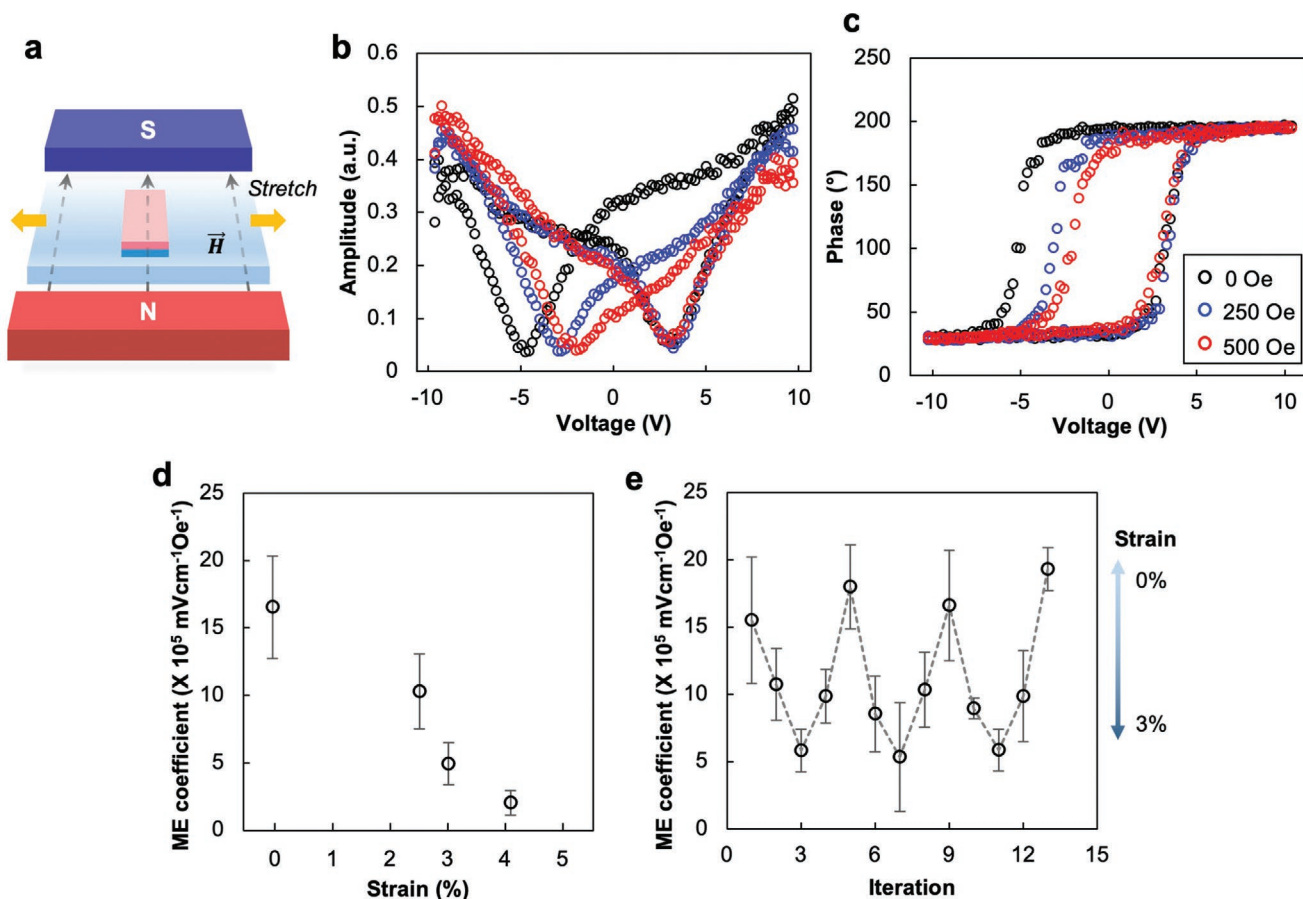 a
S
Stretch
H
N
b
Amplitude (a.u.)
0.6
0.5
0.4
0.3
0.2
0.1
0
-10 -5 0 5 10
Voltage (V)
c
Phase (°)
250
200
150
100
50
0
-10 -5 0 5 10
Voltage (V)
0 Oe
250 Oe
500 Oe
d
ME coefficient (X 10⁵ mVcm⁻¹Oe⁻¹)
25
20
15
10
5
0
0 1 2 3 4 5
Strain (%)
e
ME coefficient (X 10⁵ mVcm⁻¹Oe⁻¹)
25
20
15
10
5
0
0 3 6 9 12 15
Iteration
Strain
0%
3%